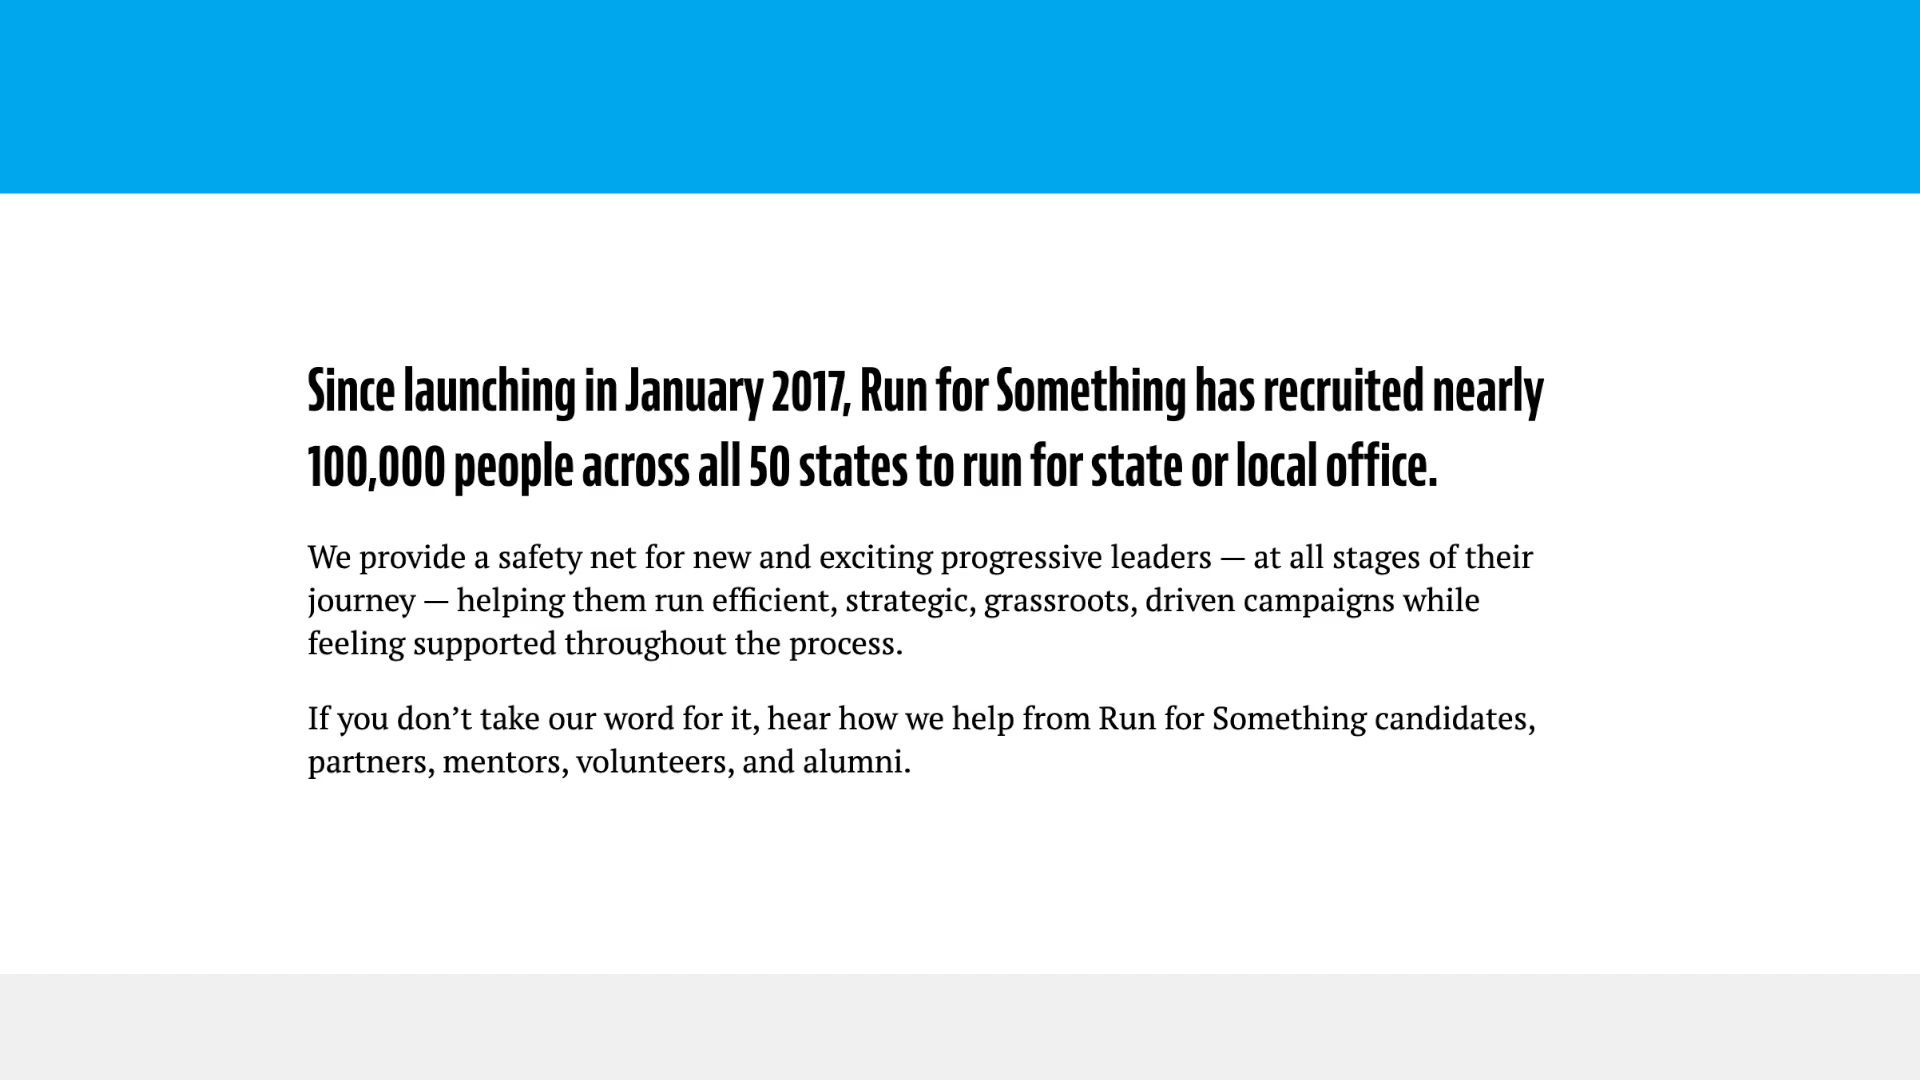 Since launching in January 2017, Run for Something has recruited nearly
100,000 people across all 50 states to run for state or local office.
We provide a safety net for new and exciting progressive leaders — at all stages of their
journey — helping them run efficient, strategic, grassroots, driven campaigns while
feeling supported throughout the process.
If you don’t take our word for it, hear how we help from Run for Something candidates,
partners, mentors, volunteers, and alumni.